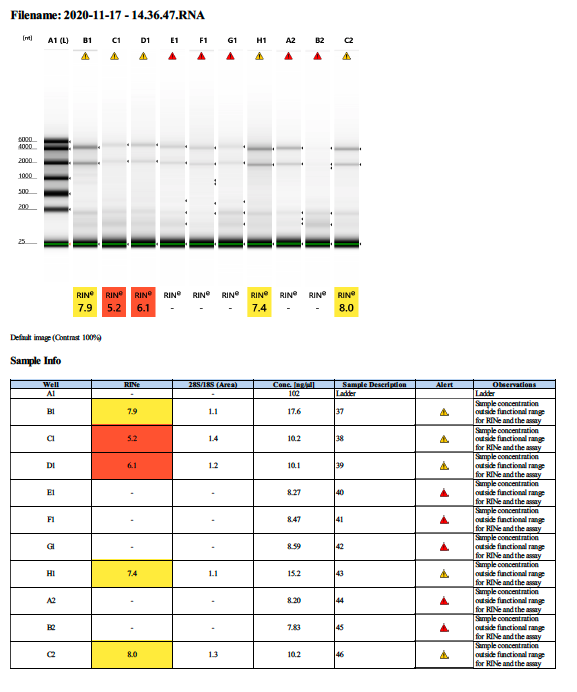 Filename: 2020-11-17 - 14.36.47.RNA
[nt] A1 (L) B1 C1 D1 E1 F1 G1 H1 A2 B2 C2
6000
4000
2000
1000
500
200
25
RINe RINe RINe RINe RINe RINe RINe RINe RINe RINe
7.9 5.2 6.1 - - - 7.4 - - 8.0
Default image (Contrast 100%)
Sample Info
Well RINe 28S/18S (Area) Conc. [ng/µl] Sample Description Alert Observations
A1 - - 102 Ladder Ladder
B1 7.9 1.1 17.6 37 Sample concentration
outside functional range
for RINe and the assay
C1 5.2 1.4 10.2 38 Sample concentration
outside functional range
for RINe and the assay
D1 6.1 1.2 10.1 39 Sample concentration
outside functional range
for RINe and the assay
E1 - - 8.27 40 Sample concentration
outside functional range
for RINe and the assay
F1 - - 8.47 41 Sample concentration
outside functional range
for RINe and the assay
G1 - - 8.59 42 Sample concentration
outside functional range
for RINe and the assay
H1 7.4 1.1 15.2 43 Sample concentration
outside functional range
for RINe and the assay
A2 - - 8.20 44 Sample concentration
outside functional range
for RINe and the assay
B2 - - 7.83 45 Sample concentration
outside functional range
for RINe and the assay
C2 8.0 1.3 10.2 46 Sample concentration
outside functional range
for RINe and the assay